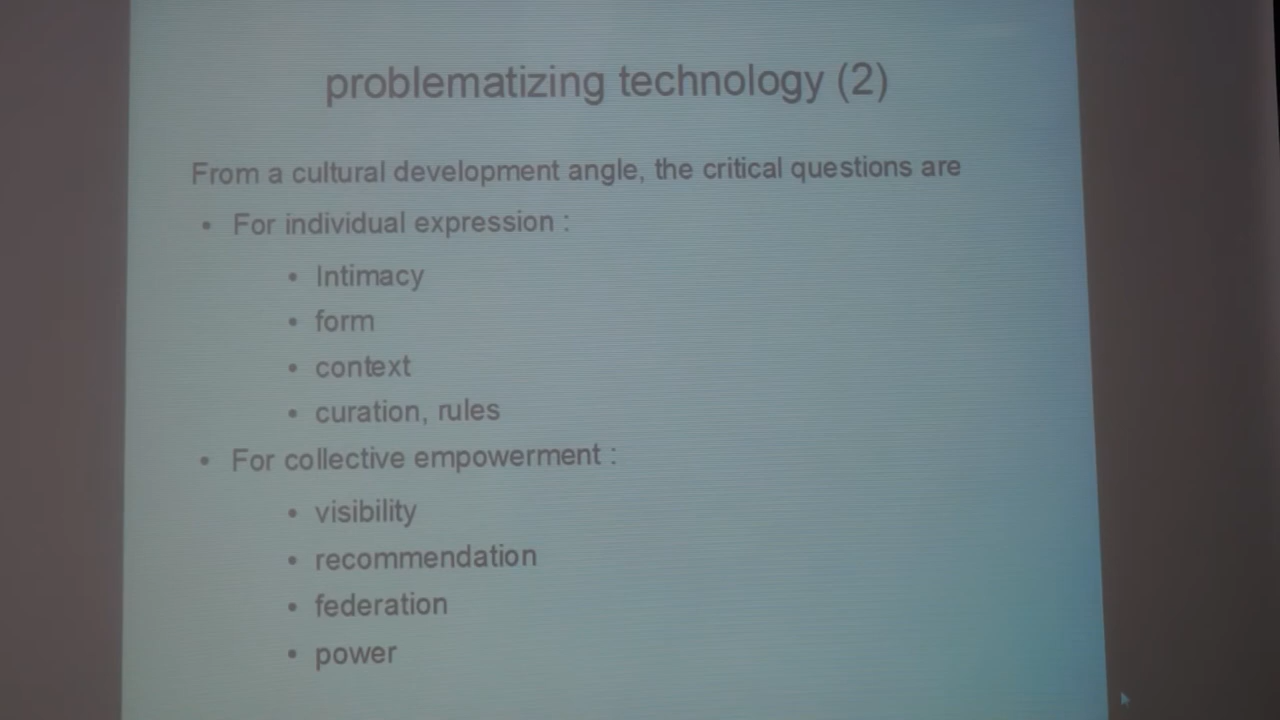 problematizing technology (2)
From a cultural development angle, the critical questions are
• For individual expression :
• Intimacy
• form
• context
• curation, rules
• For collective empowerment :
• visibility
• recommendation
• federation
• power